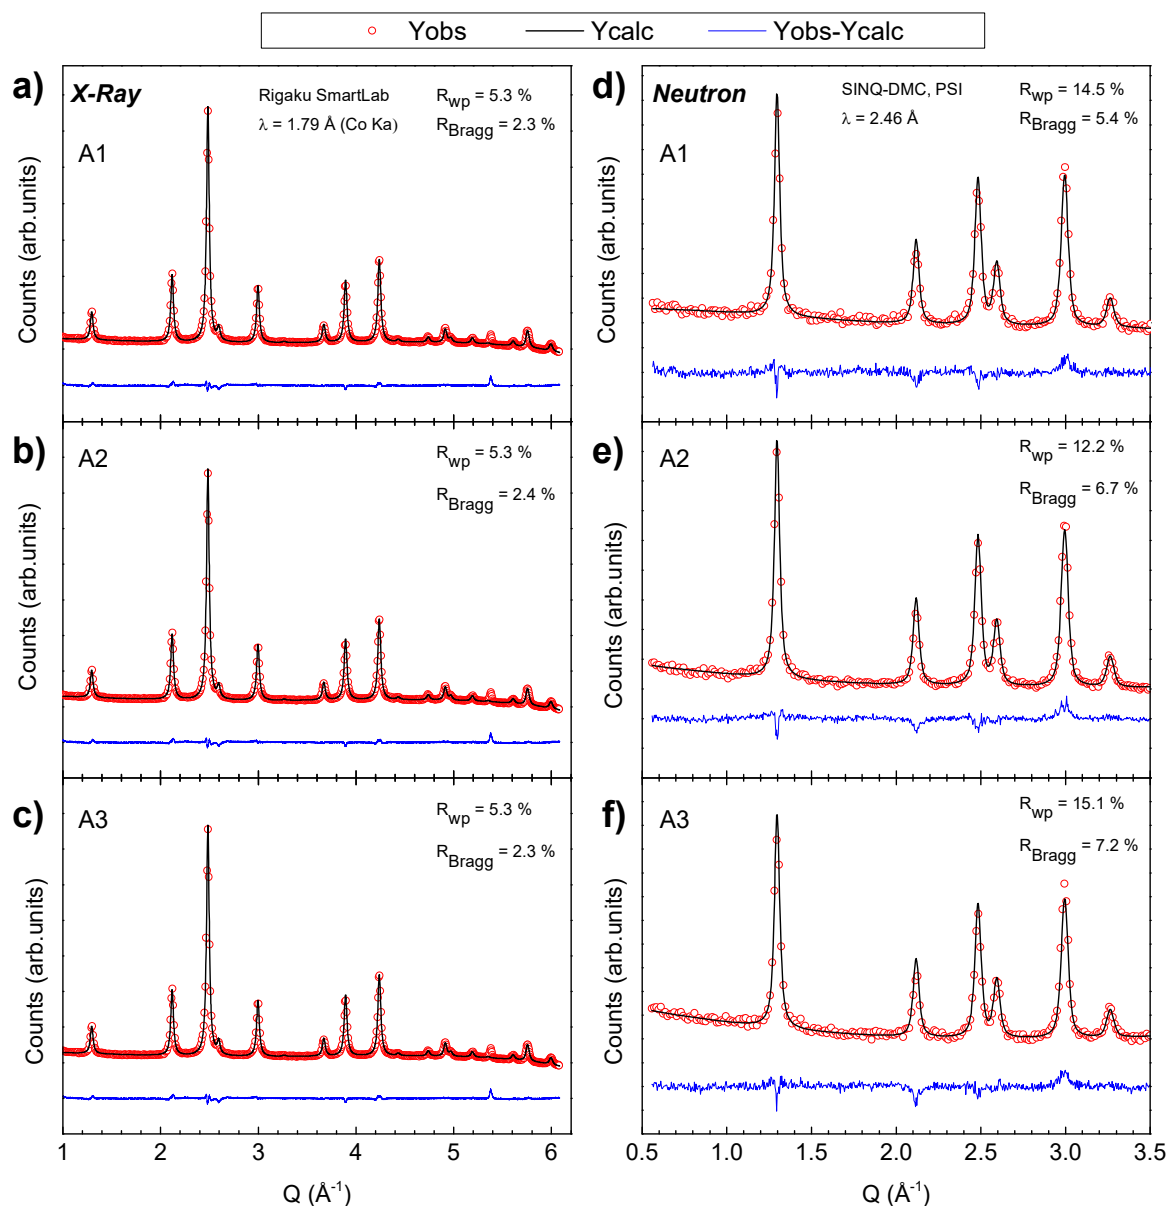 Yobs Ycalc Yobs-Ycalc
a) X-Ray Rigaku SmartLab Rwp = 5.3 %
λ = 1.79 Å (Co Ka) RBragg = 2.3 %
A1
Counts (arb.units)
b) A2 Rwp = 5.3 %
RBragg = 2.4 %
Counts (arb.units)
c) A3 Rwp = 5.3 %
RBragg = 2.3 %
Counts (arb.units)
1 2 3 4 5 6
Q (Å-1)
d) Neutron SINQ-DMC, PSI Rwp = 14.5 %
λ = 2.46 Å RBragg = 5.4 %
A1
Counts (arb.units)
e) A2 Rwp = 12.2 %
RBragg = 6.7 %
Counts (arb.units)
f) A3 Rwp = 15.1 %
RBragg = 7.2 %
Counts (arb.units)
0.5 1.0 1.5 2.0 2.5 3.0 3.5
Q (Å-1)